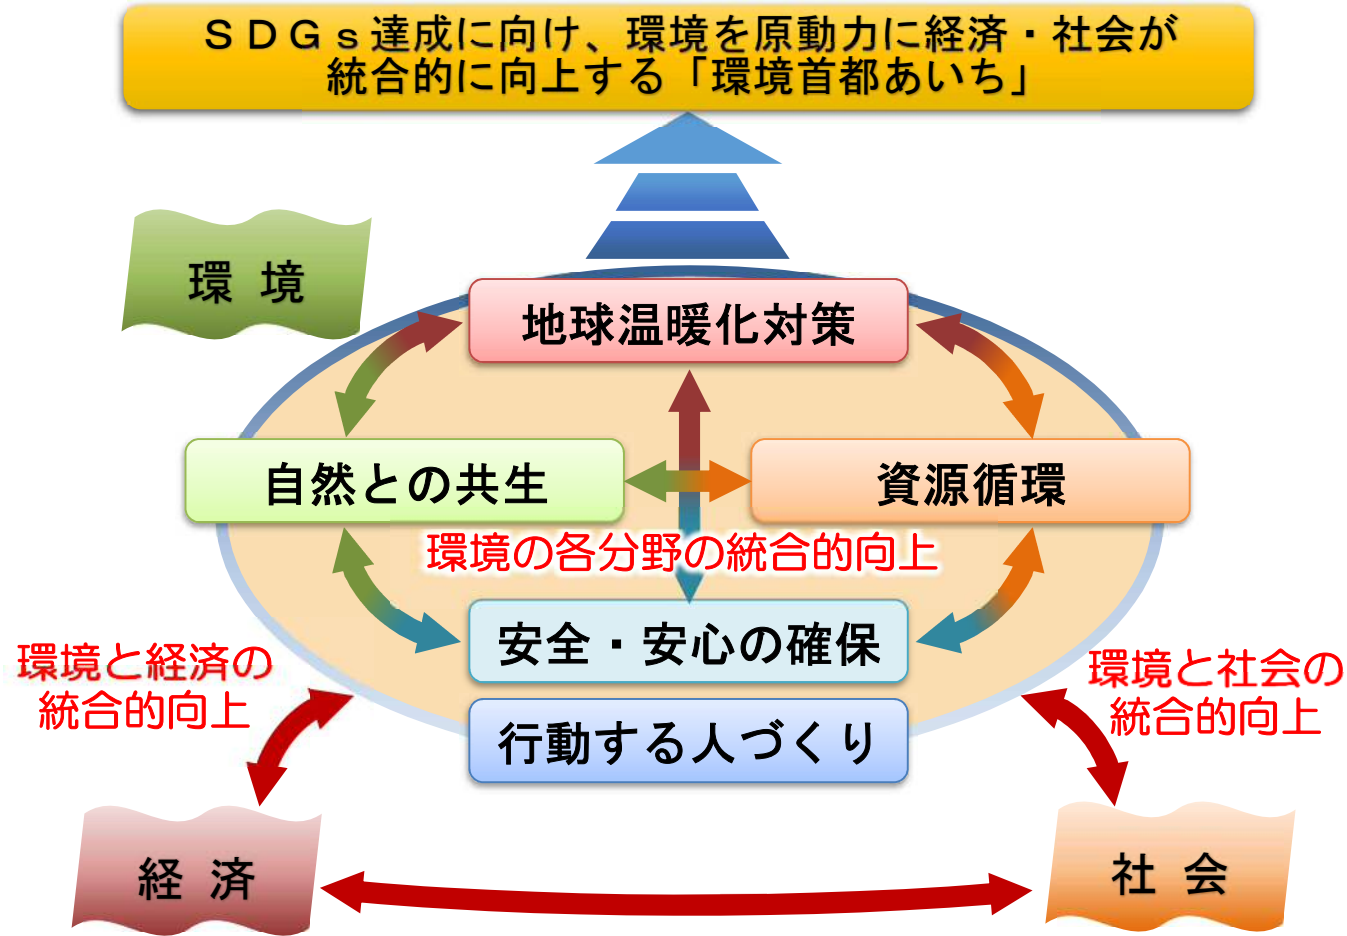 ＳＤＧｓ達成に向け、環境を原動力に経済・社会が
統合的に向上する「環境首都あいち」
環 境
地球温暖化対策
自然との共生
資源循環
環境の各分野の統合的向上
安全・安心の確保
環境と経済の
統合的向上
環境と社会の
統合的向上
行動する人づくり
経 済
社 会